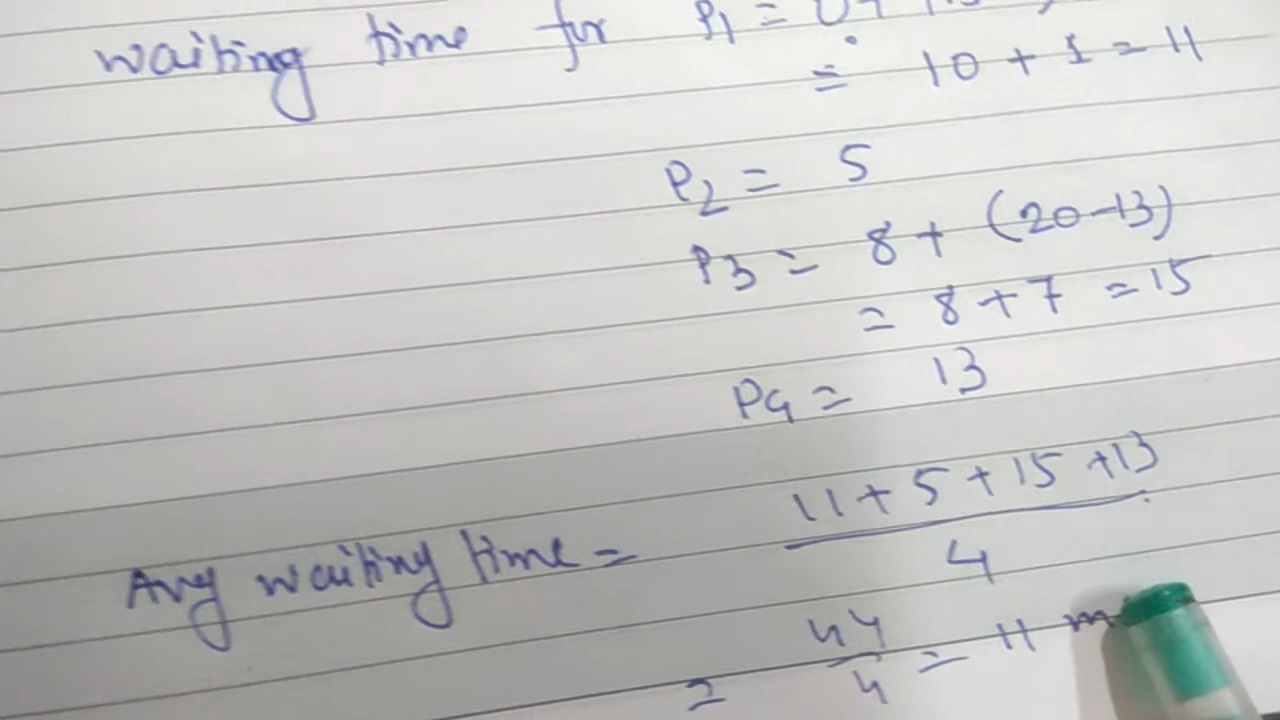 waiting time for P1 = 0+
= 10 + 1 = 11
P2 = 5
P3 = 8 + (20-13)
= 8 + 7 = 15
P4 = 13
11 + 5 + 15 + 13
Avg waiting time =
4
= 44/4 = 11